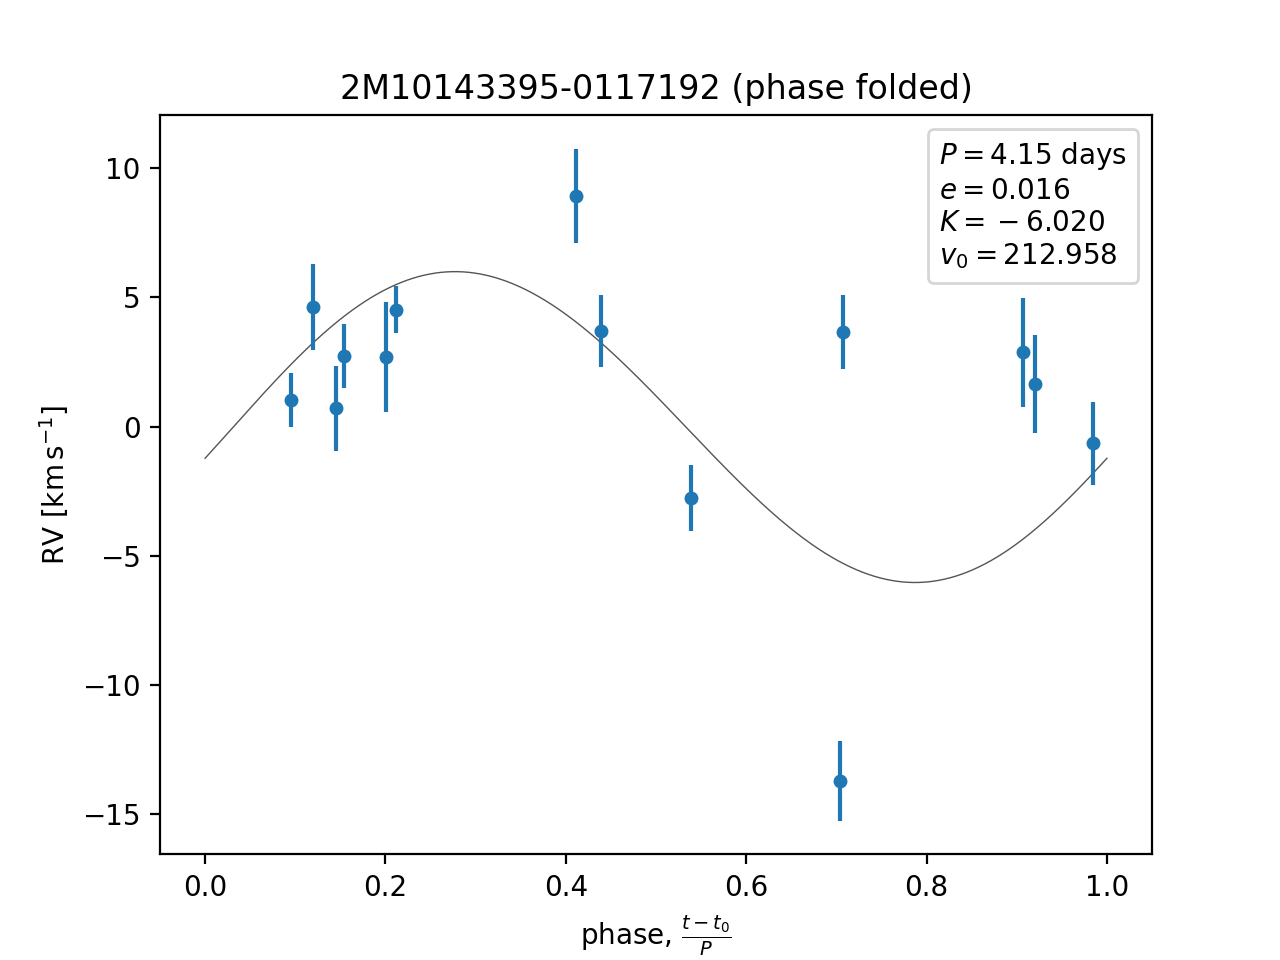 2M10143395-0117192 (phase folded)
P = 4.15 days
e = 0.016
K = −6.020
v₀ = 212.958
10
5
0
−5
−10
−15
RV [km s⁻¹]
0.0 0.2 0.4 0.6 0.8 1.0
phase, (t − t₀)/P